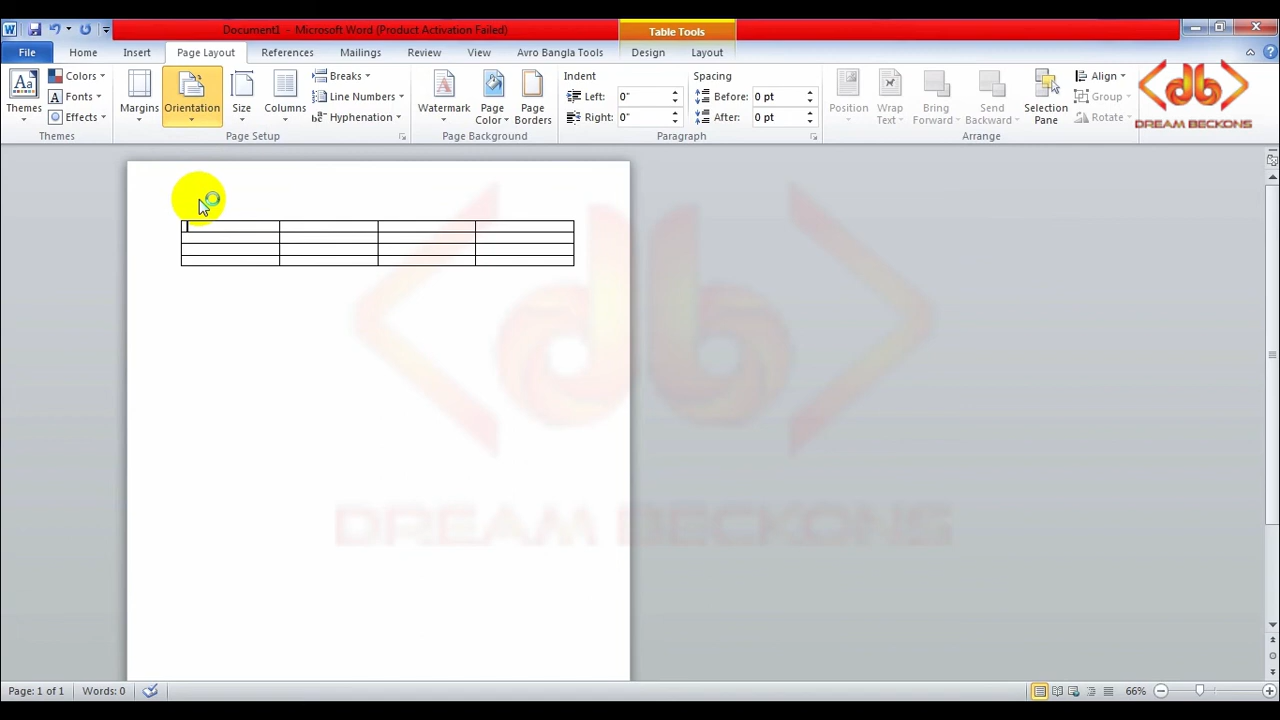 Document1 - Microsoft Word (Product Activation Failed)
Table Tools
File Home Insert Page Layout References Mailings Review View Avro Bangla Tools Design Layout
Themes
Colors
Fonts
Effects
Themes
Margins
Orientation
Size
Columns
Breaks
Line Numbers
Hyphenation
Page Setup
Watermark
Page Color
Page Borders
Page Background
Indent
Left: 0"
Right: 0"
Spacing
Before: 0 pt
After: 0 pt
Paragraph
Position
Wrap Text
Bring Forward
Send Backward
Selection Pane
Align
Group
Rotate
Arrange
db
DREAM BECKONS
db
DREAM BECKONS
Page: 1 of 1 Words: 0 66%